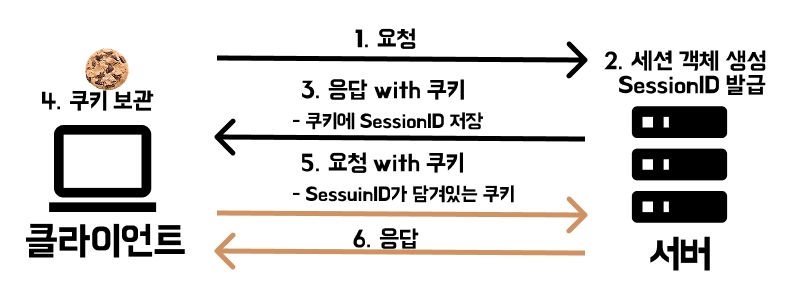 1. 요청
2. 세션 객체 생성
SessionID 발급
3. 응답 with 쿠키
- 쿠키에 SessionID 저장
4. 쿠키 보관
5. 요청 with 쿠키
- SessuinID가 담겨있는 쿠키
6. 응답
클라이언트
서버